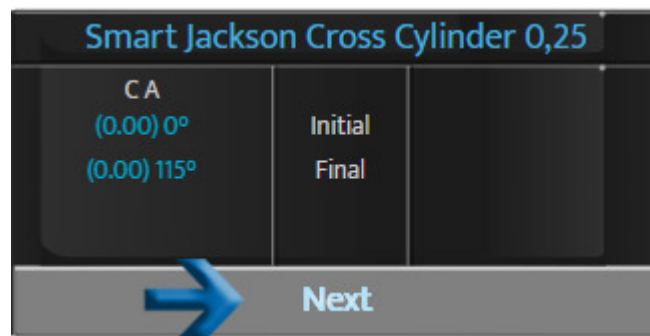 Smart Jackson Cross Cylinder 0,25
C A
(0.00) 0º Initial
(0.00) 115º Final
Next